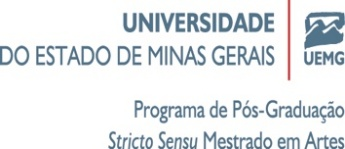 UNIVERSIDADE
DO ESTADO DE MINAS GERAIS
UEMG
Programa de Pós-Graduação
Stricto Sensu Mestrado em Artes